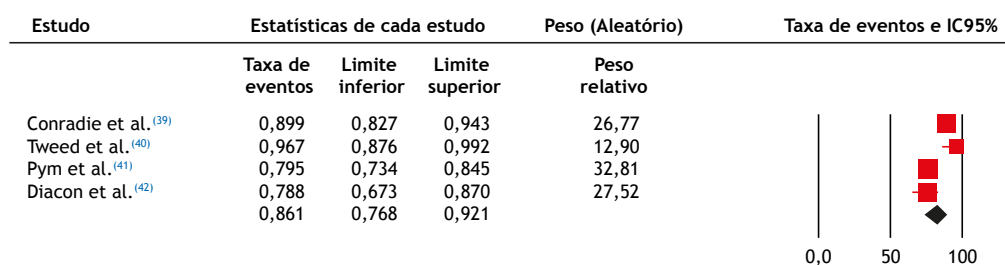 Estudo Estatísticas de cada estudo Peso (Aleatório) Taxa de eventos e IC95%
Taxa de eventos Limite inferior Limite superior Peso relativo
Conradie et al.(39) 0,899 0,827 0,943 26,77
Tweed et al.(40) 0,967 0,876 0,992 12,90
Pym et al.(41) 0,795 0,734 0,845 32,81
Diacon et al.(42) 0,788 0,673 0,870 27,52
0,861 0,768 0,921
0,0 50 100